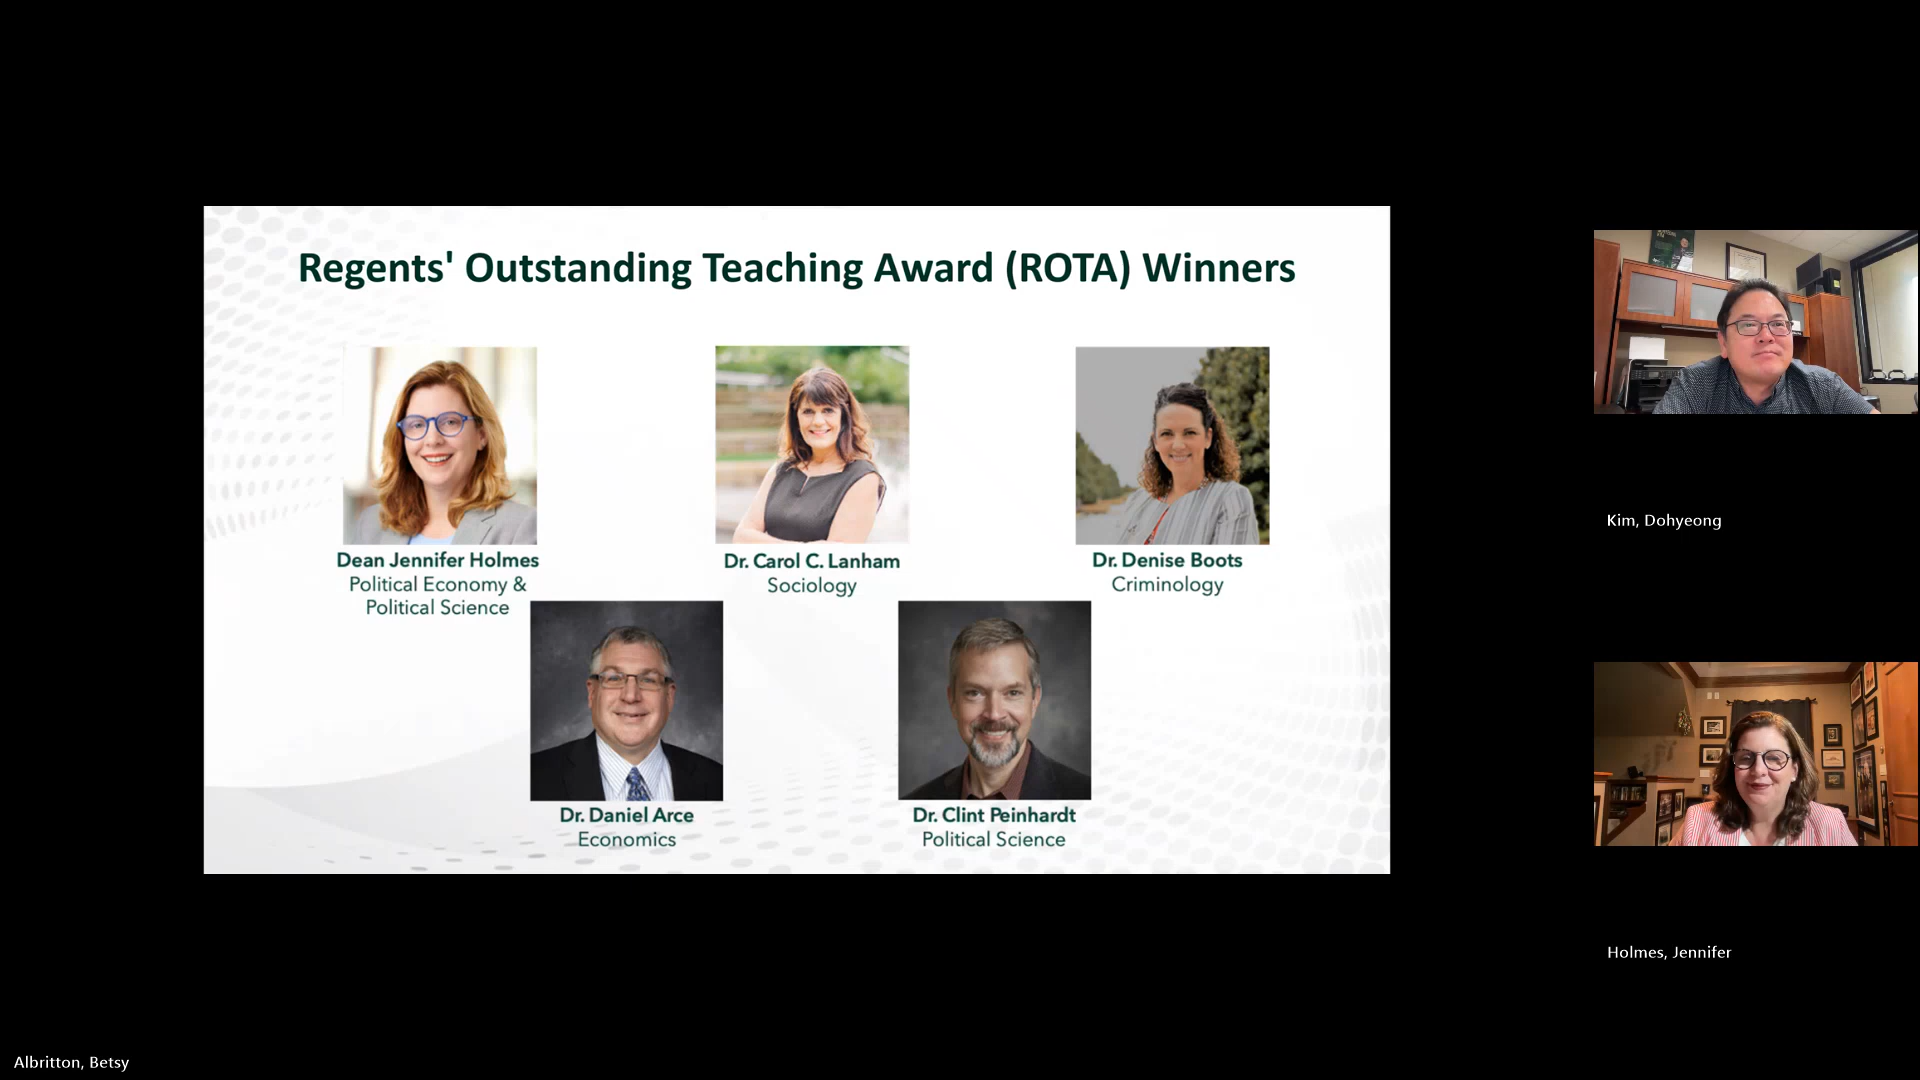 Regents' Outstanding Teaching Award (ROTA) Winners
Dean Jennifer Holmes
Political Economy &
Political Science
Dr. Carol C. Lanham
Sociology
Dr. Denise Boots
Criminology
Dr. Daniel Arce
Economics
Dr. Clint Peinhardt
Political Science
Kim, Dohyeong
Holmes, Jennifer
Albritton, Betsy